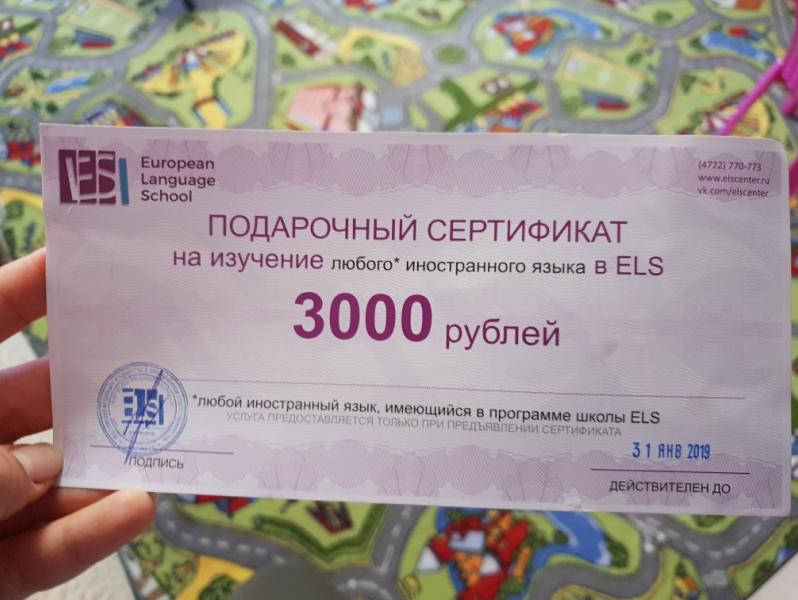 ELS
European
Language
School
(4722) 770-773
www.elscenter.ru
vk.com/elscenter
ПОДАРОЧНЫЙ СЕРТИФИКАТ
на изучение любого* иностранного языка в ELS
3000 рублей
*любой иностранный язык, имеющийся в программе школы ELS
УСЛУГА ПРЕДОСТАВЛЯЕТСЯ ТОЛЬКО ПРИ ПРЕДЪЯВЛЕНИИ СЕРТИФИКАТА
ELS
31 ЯНВ 2019
ПОДПИСЬ
ДЕЙСТВИТЕЛЕН ДО